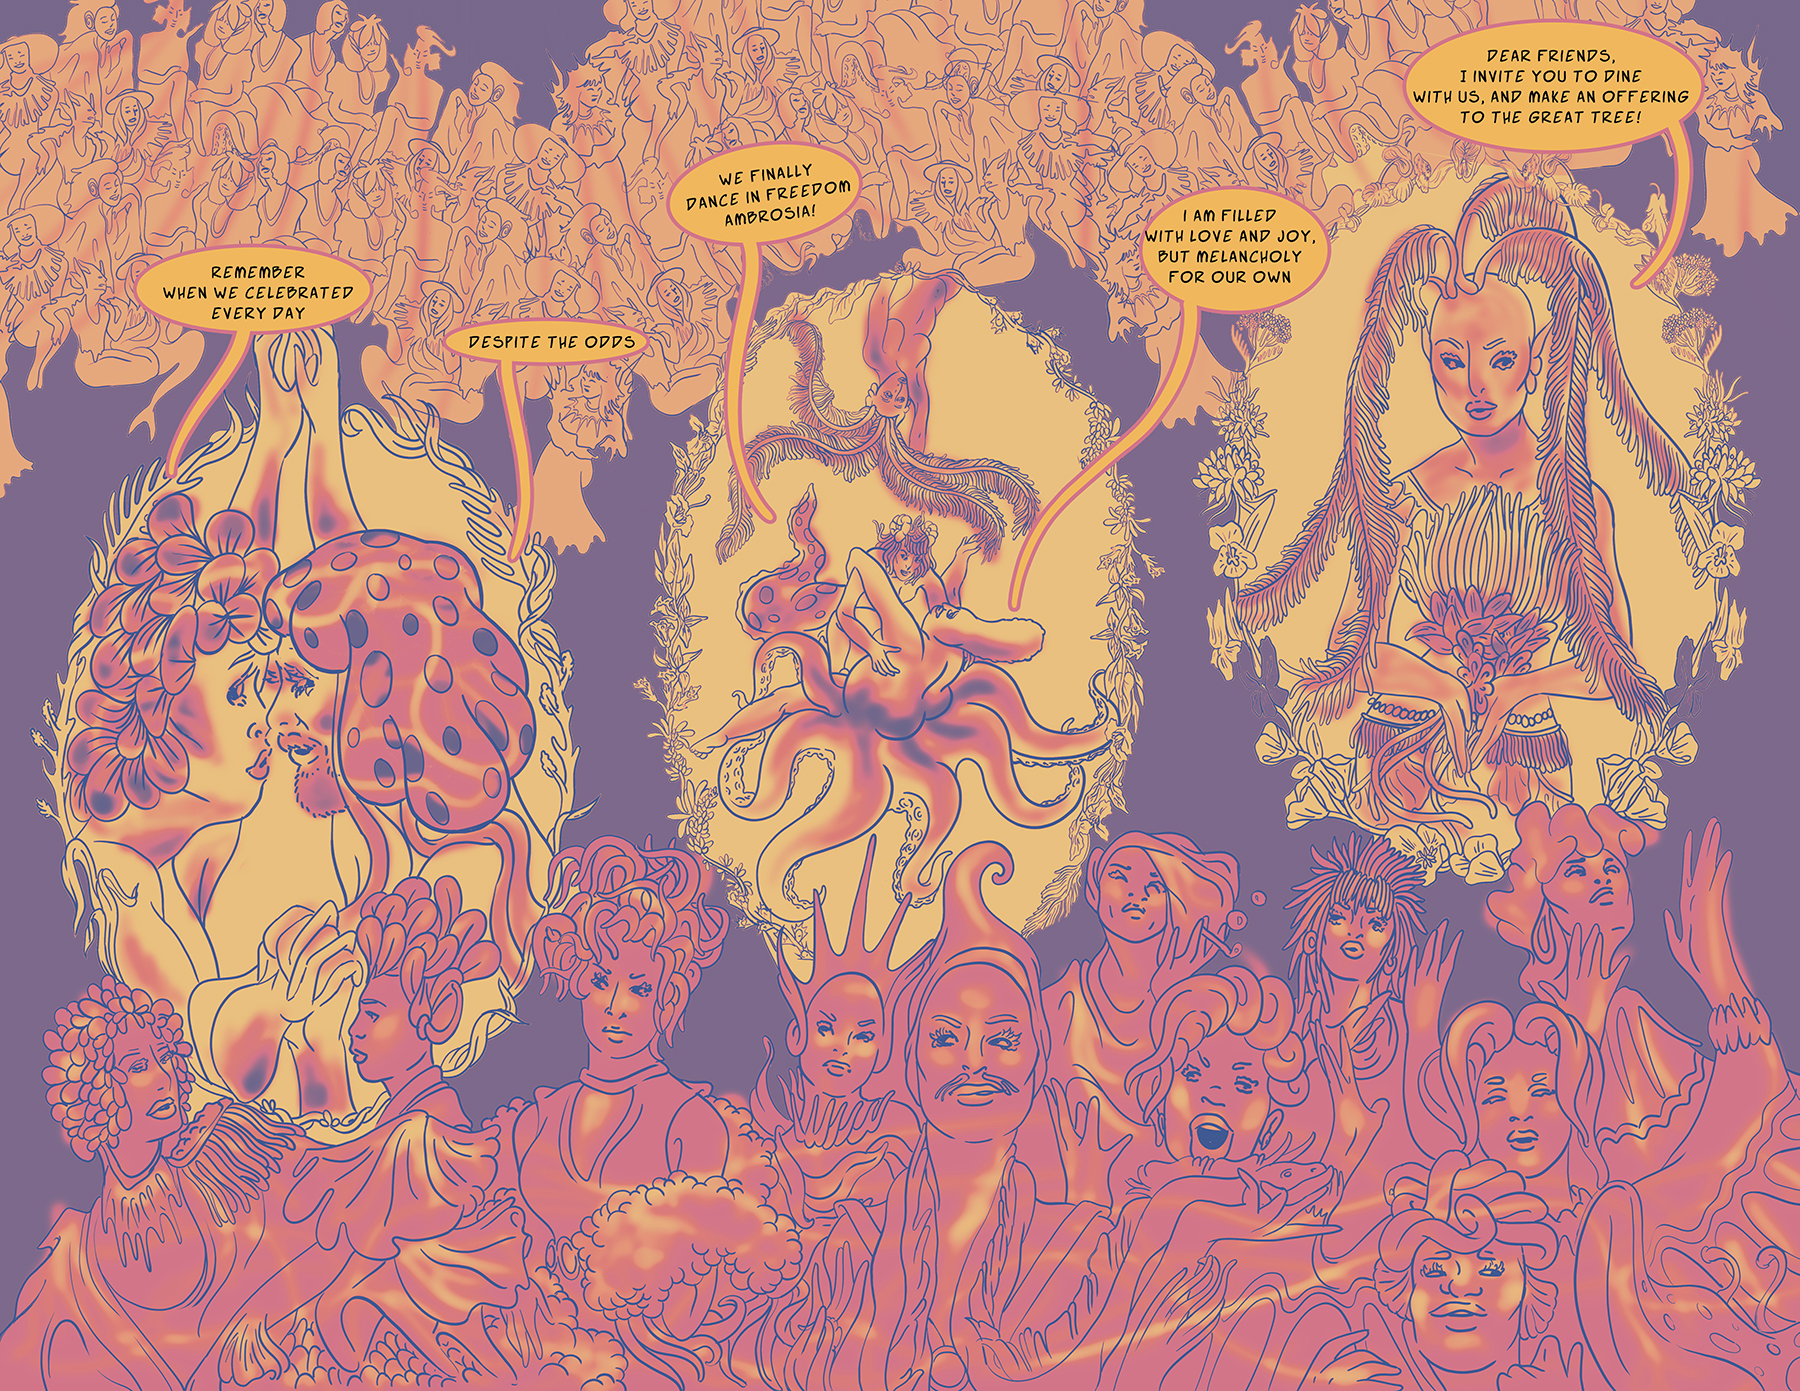 REMEMBER
WHEN WE CELEBRATED
EVERY DAY
DESPITE THE ODDS
WE FINALLY
DANCE IN FREEDOM
AMBROSIA!
I AM FILLED
WITH LOVE AND JOY,
BUT MELANCHOLY
FOR OUR OWN
DEAR FRIENDS,
I INVITE YOU TO DINE
WITH US, AND MAKE AN OFFERING
TO THE GREAT TREE!